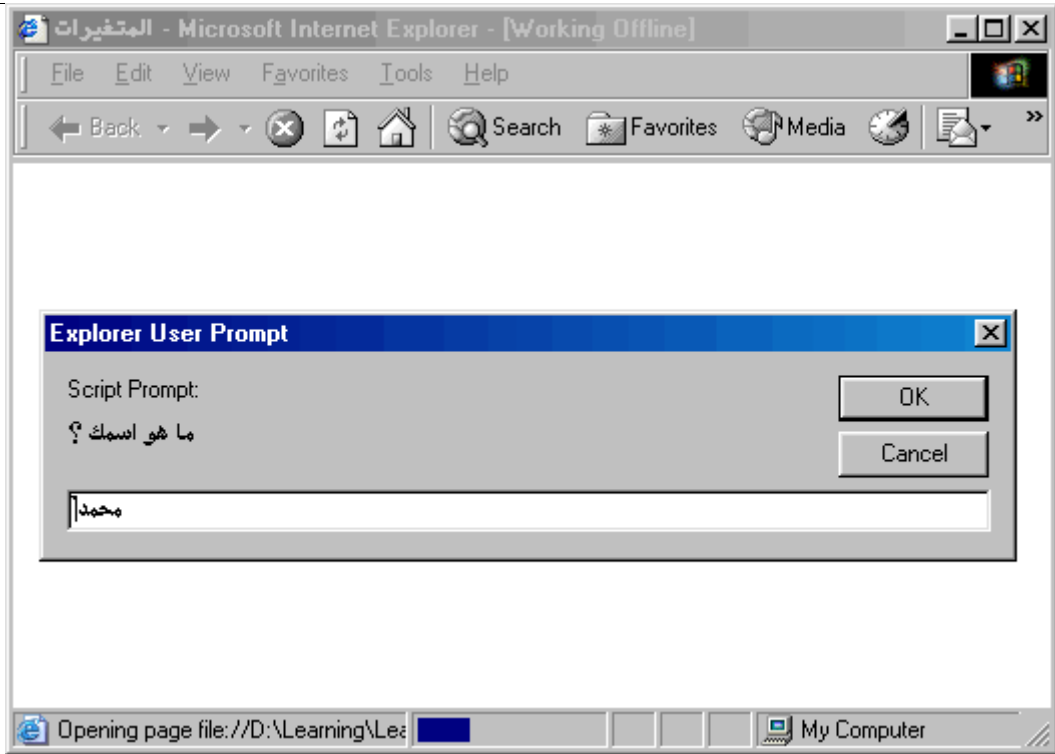 المتغيرات - Microsoft Internet Explorer - [Working Offline]
File Edit View Favorites Tools Help
Back Search Favorites Media »
Explorer User Prompt
Script Prompt:
OK
ما هو اسمك ؟
Cancel
محمد
Opening page file://D:\Learning\Lea My Computer